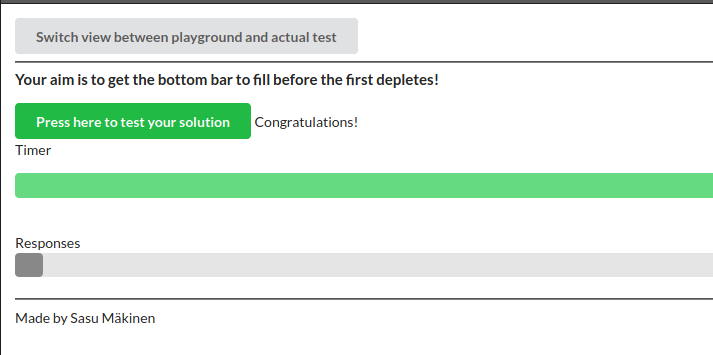 Switch view between playground and actual test
Your aim is to get the bottom bar to fill before the first depletes!
Press here to test your solution Congratulations!
Timer
Responses
Made by Sasu Mäkinen